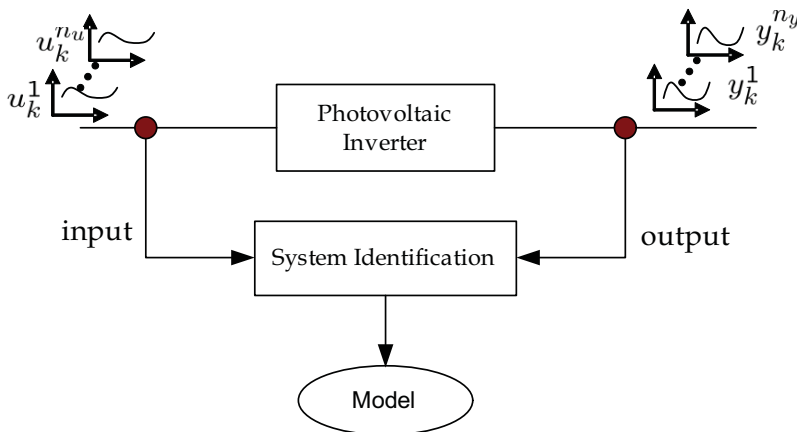 u_k^{n_u}
u_k^1
y_k^{n_y}
y_k^1
Photovoltaic
Inverter
input
output
System Identification
Model